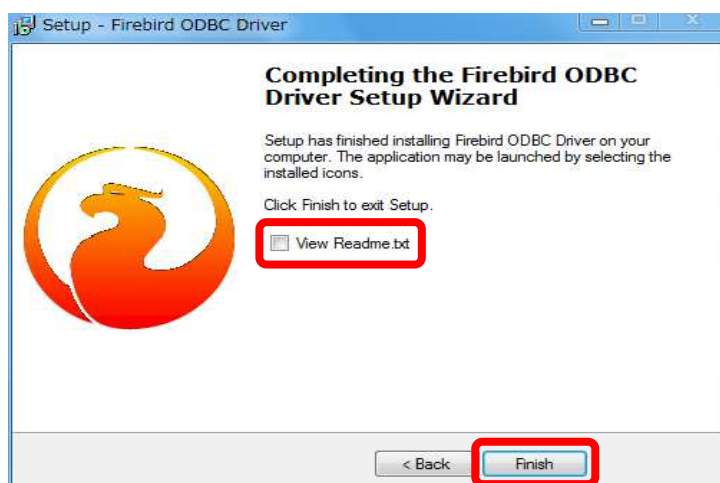 Setup - Firebird ODBC Driver
Completing the Firebird ODBC
Driver Setup Wizard
Setup has finished installing Firebird ODBC Driver on your
computer. The application may be launched by selecting the
installed icons.
Click Finish to exit Setup.
View Readme.txt
< Back
Finish